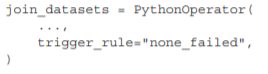 join_datasets = PythonOperator(
    ...,
    trigger_rule="none_failed",
)